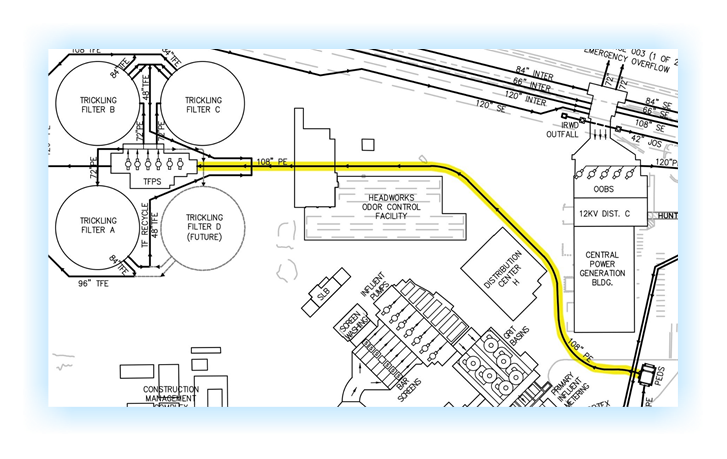 108" TFE
84"TFE
84"TFE
48"TFE
TRICKLING
FILTER B
TRICKLING
FILTER C
72"PE
72"PE
72"PE
TFPS
108" PE
TRICKLING
FILTER A
TF RECYCLE
48"TFE
TRICKLING
FILTER D
(FUTURE)
84"TFE
96" TFE
HEADWORKS
ODOR CONTROL
FACILITY
003 (1 OF 2
EMERGENCY OVERFLOW
72"
72"
84" INTER
66" INTER
120" INTER
120" SE
84" SE
66" SE
108" SE
42" JOS
IRWD
OUTFALL
120"P
OOBS
12KV DIST. C
HUNT
CENTRAL
POWER
GENERATION
BLDG.
DISTRIBUTION
CENTER
H
SLB
INFLUENT
PUMPS
SCREEN
WASHING
BAR
SCREENS
GRIT
BASINS
108" PE
PEDS
PE
PRIMARY
INFLUENT
METERING
CONSTRUCTION
MANAGEMENT